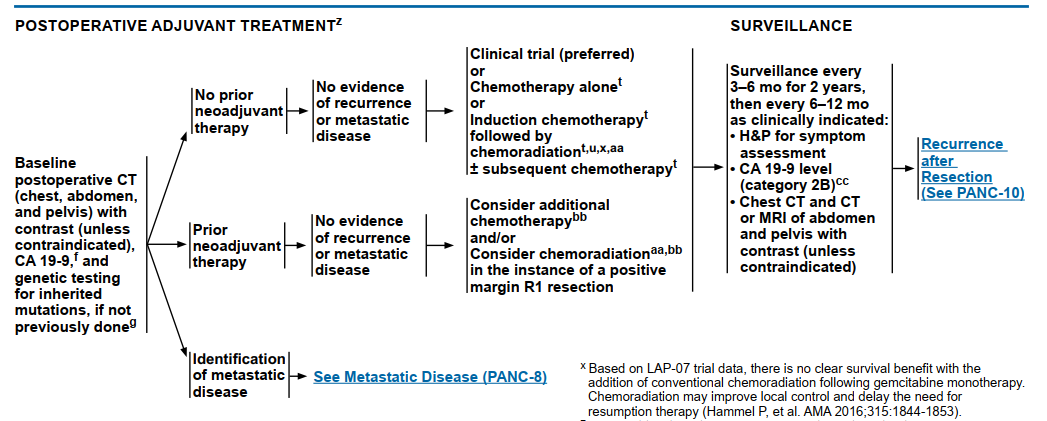 POSTOPERATIVE ADJUVANT TREATMENTᶻ
SURVEILLANCE
Baseline
postoperative CT
(chest, abdomen,
and pelvis) with
contrast (unless
contraindicated),
CA 19-9,ᶠ and
genetic testing
for inherited
mutations, if not
previously doneᵍ
No prior
neoadjuvant
therapy
No evidence
of recurrence
or metastatic
disease
Clinical trial (preferred)
or
Chemotherapy aloneᵗ
or
Induction chemotherapyᵗ
followed by
chemoradiationᵗ,ᵘ,ˣ,ᵃᵃ
± subsequent chemotherapyᵗ
Prior
neoadjuvant
therapy
No evidence
of recurrence
or metastatic
disease
Consider additional
chemotherapyᵇᵇ
and/or
Consider chemoradiationᵃᵃ,ᵇᵇ
in the instance of a positive
margin R1 resection
Identification
of metastatic
disease
See Metastatic Disease (PANC-8)
Surveillance every
3–6 mo for 2 years,
then every 6–12 mo
as clinically indicated:
• H&P for symptom
assessment
• CA 19-9 level
(category 2B)ᶜᶜ
• Chest CT and CT
or MRI of abdomen
and pelvis with
contrast (unless
contraindicated)
Recurrence
after
Resection
(See PANC-10)
ˣ Based on LAP-07 trial data, there is no clear survival benefit with the
addition of conventional chemoradiation following gemcitabine monotherapy.
Chemoradiation may improve local control and delay the need for
resumption therapy (Hammel P, et al. AMA 2016;315:1844-1853).